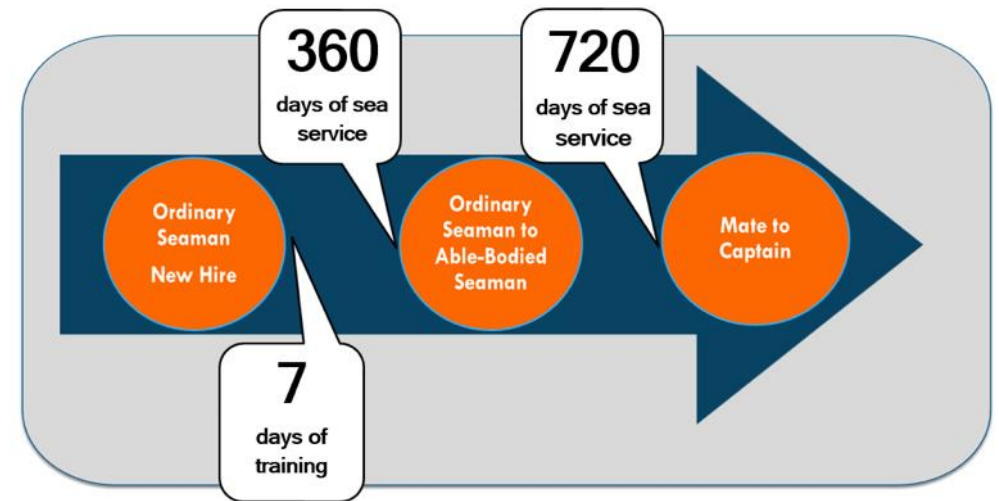 360
days of sea
service
720
days of sea
service
Ordinary
Seaman
New Hire
Ordinary
Seaman to
Able-Bodied
Seaman
Mate to
Captain
7
days of
training